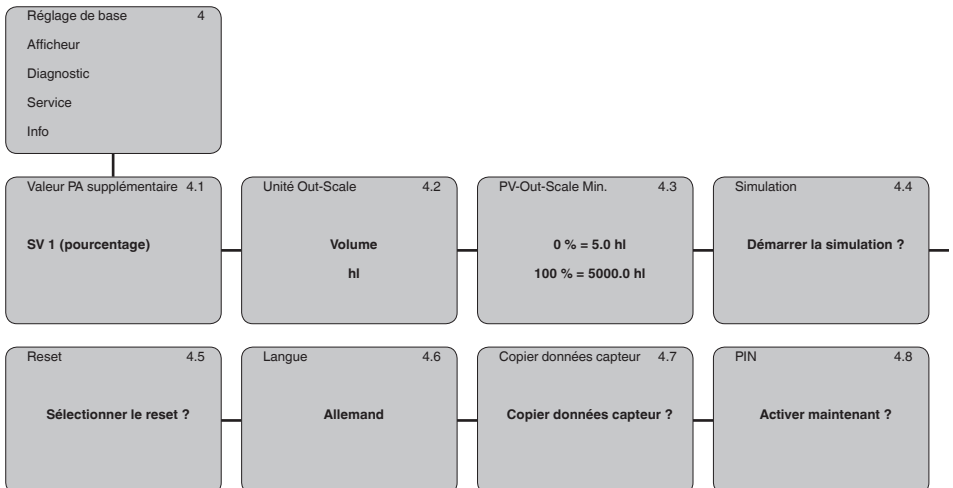 Réglage de base 4
Afficheur
Diagnostic
Service
Info
Valeur PA supplémentaire 4.1
SV 1 (pourcentage)
Unité Out-Scale 4.2
Volume
hl
PV-Out-Scale Min. 4.3
0 % = 5.0 hl
100 % = 5000.0 hl
Simulation 4.4
Démarrer la simulation ?
Reset 4.5
Sélectionner le reset ?
Langue 4.6
Allemand
Copier données capteur 4.7
Copier données capteur ?
PIN 4.8
Activer maintenant ?